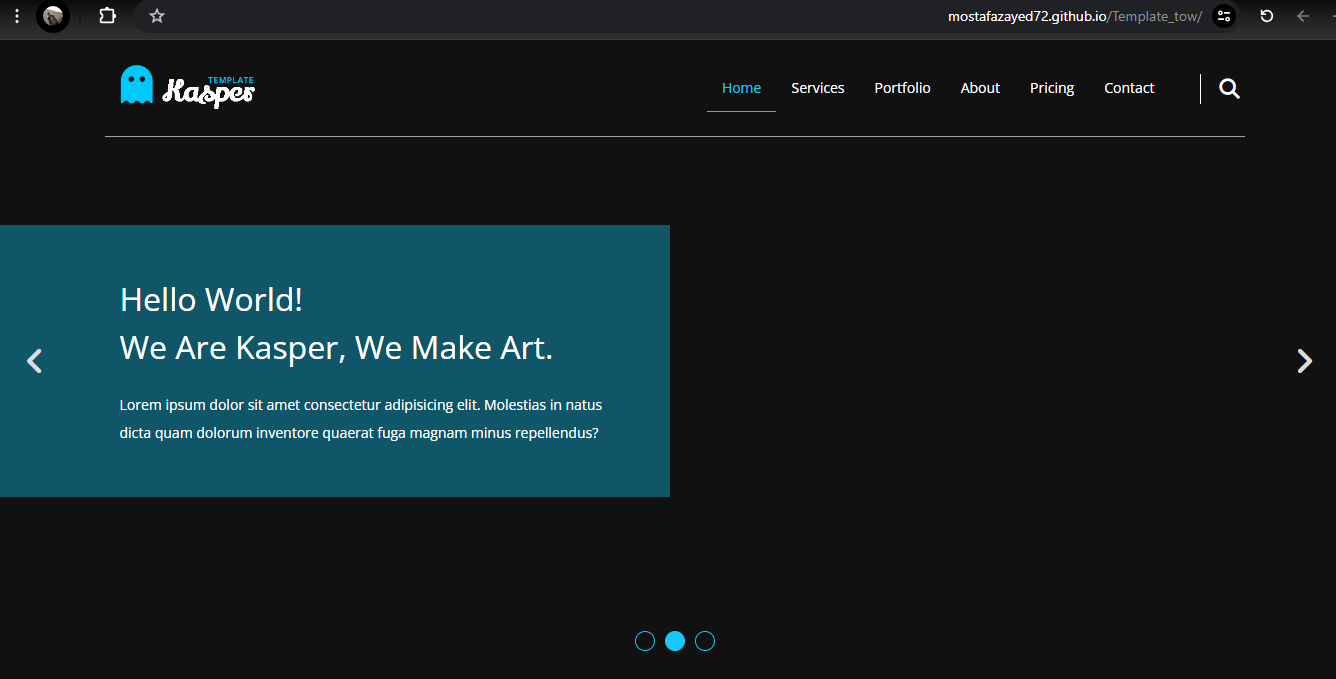 mostafazayed72.github.io/Template_tow/
TEMPLATE
Kasper
Home Services Portfolio About Pricing Contact
Hello World!
We Are Kasper, We Make Art.
Lorem ipsum dolor sit amet consectetur adipisicing elit. Molestias in natus
dicta quam dolorum inventore quaerat fuga magnam minus repellendus?